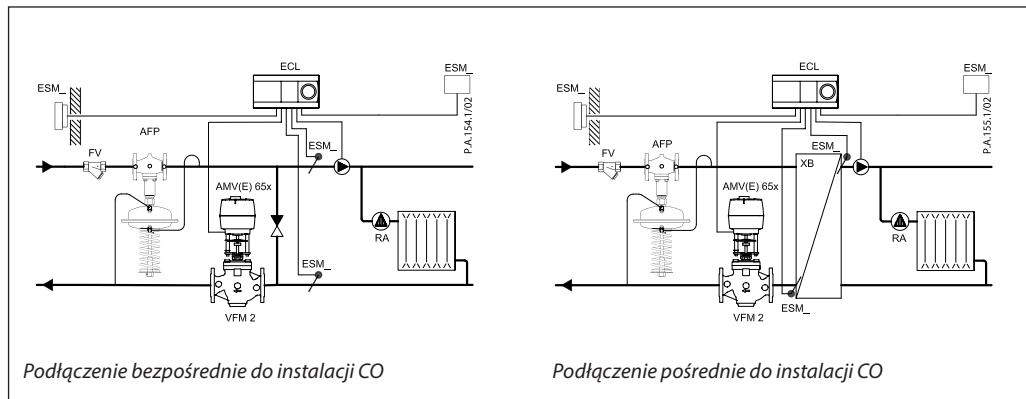 ECL
ESM_
ESM_
P.A.154.1/02
AFP
FV
ESM_
AMV(E) 65x
RA
ESM_
VFM 2
Podłączenie bezpośrednie do instalacji CO
ECL
ESM_
ESM_
P.A.155.1/02
AFP
FV
ESM_
XB
AMV(E) 65x
RA
ESM_
VFM 2
Podłączenie pośrednie do instalacji CO